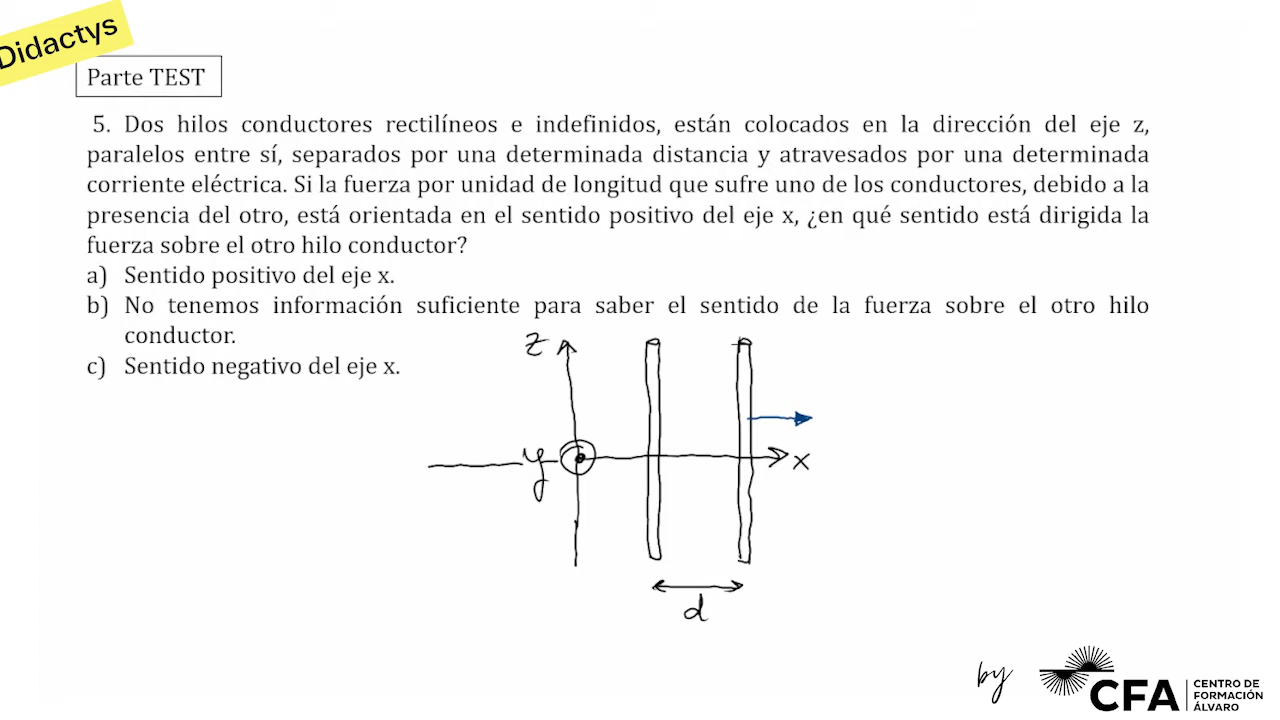 Didactys
Parte TEST
5. Dos hilos conductores rectilíneos e indefinidos, están colocados en la dirección del eje z,
paralelos entre sí, separados por una determinada distancia y atravesados por una determinada
corriente eléctrica. Si la fuerza por unidad de longitud que sufre uno de los conductores, debido a la
presencia del otro, está orientada en el sentido positivo del eje x, ¿en qué sentido está dirigida la
fuerza sobre el otro hilo conductor?
a) Sentido positivo del eje x.
b) No tenemos información suficiente para saber el sentido de la fuerza sobre el otro hilo
conductor.
c) Sentido negativo del eje x.
z
y
x
d
by
CFA
CENTRO DE
FORMACIÓN
ÁLVARO